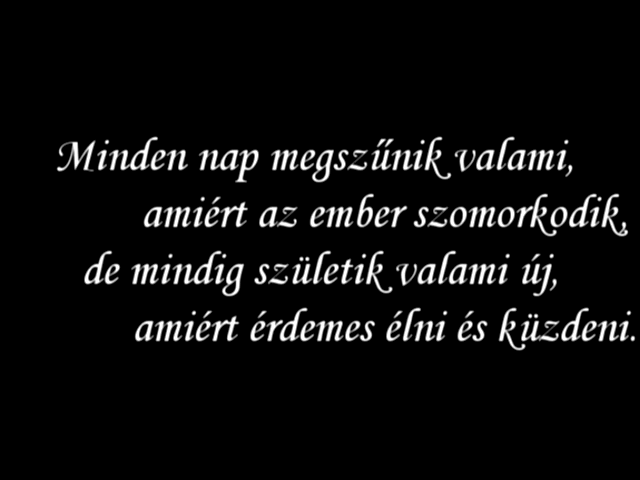 Minden nap megszűnik valami,
amiért az ember szomorkodik,
de mindig születik valami új,
amiért érdemes élni és küzdeni.